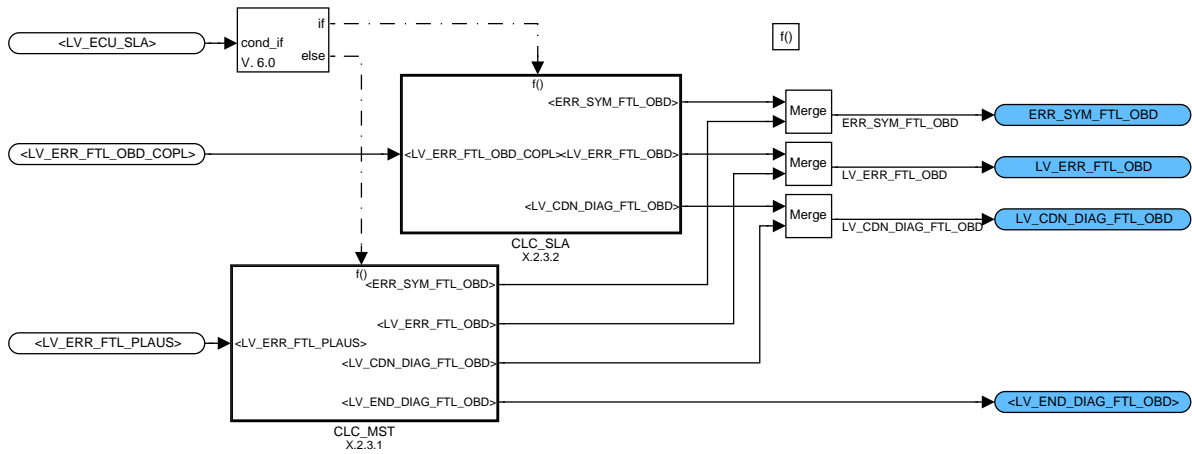 if
<LV_ECU_SLA>
cond_if
else
V. 6.0
f()
f()
<ERR_SYM_FTL_OBD>
Merge
ERR_SYM_FTL_OBD
ERR_SYM_FTL_OBD
<LV_ERR_FTL_OBD_COPL>
<LV_ERR_FTL_OBD_COPL>
<LV_ERR_FTL_OBD>
Merge
LV_ERR_FTL_OBD
LV_ERR_FTL_OBD
<LV_CDN_DIAG_FTL_OBD>
Merge
LV_CDN_DIAG_FTL_OBD
LV_CDN_DIAG_FTL_OBD
CLC_SLA
X.2.3.2
f()
<ERR_SYM_FTL_OBD>
<LV_ERR_FTL_OBD>
<LV_ERR_FTL_PLAUS>
<LV_ERR_FTL_PLAUS>
<LV_CDN_DIAG_FTL_OBD>
<LV_END_DIAG_FTL_OBD>
<LV_END_DIAG_FTL_OBD>
CLC_MST
X.2.3.1